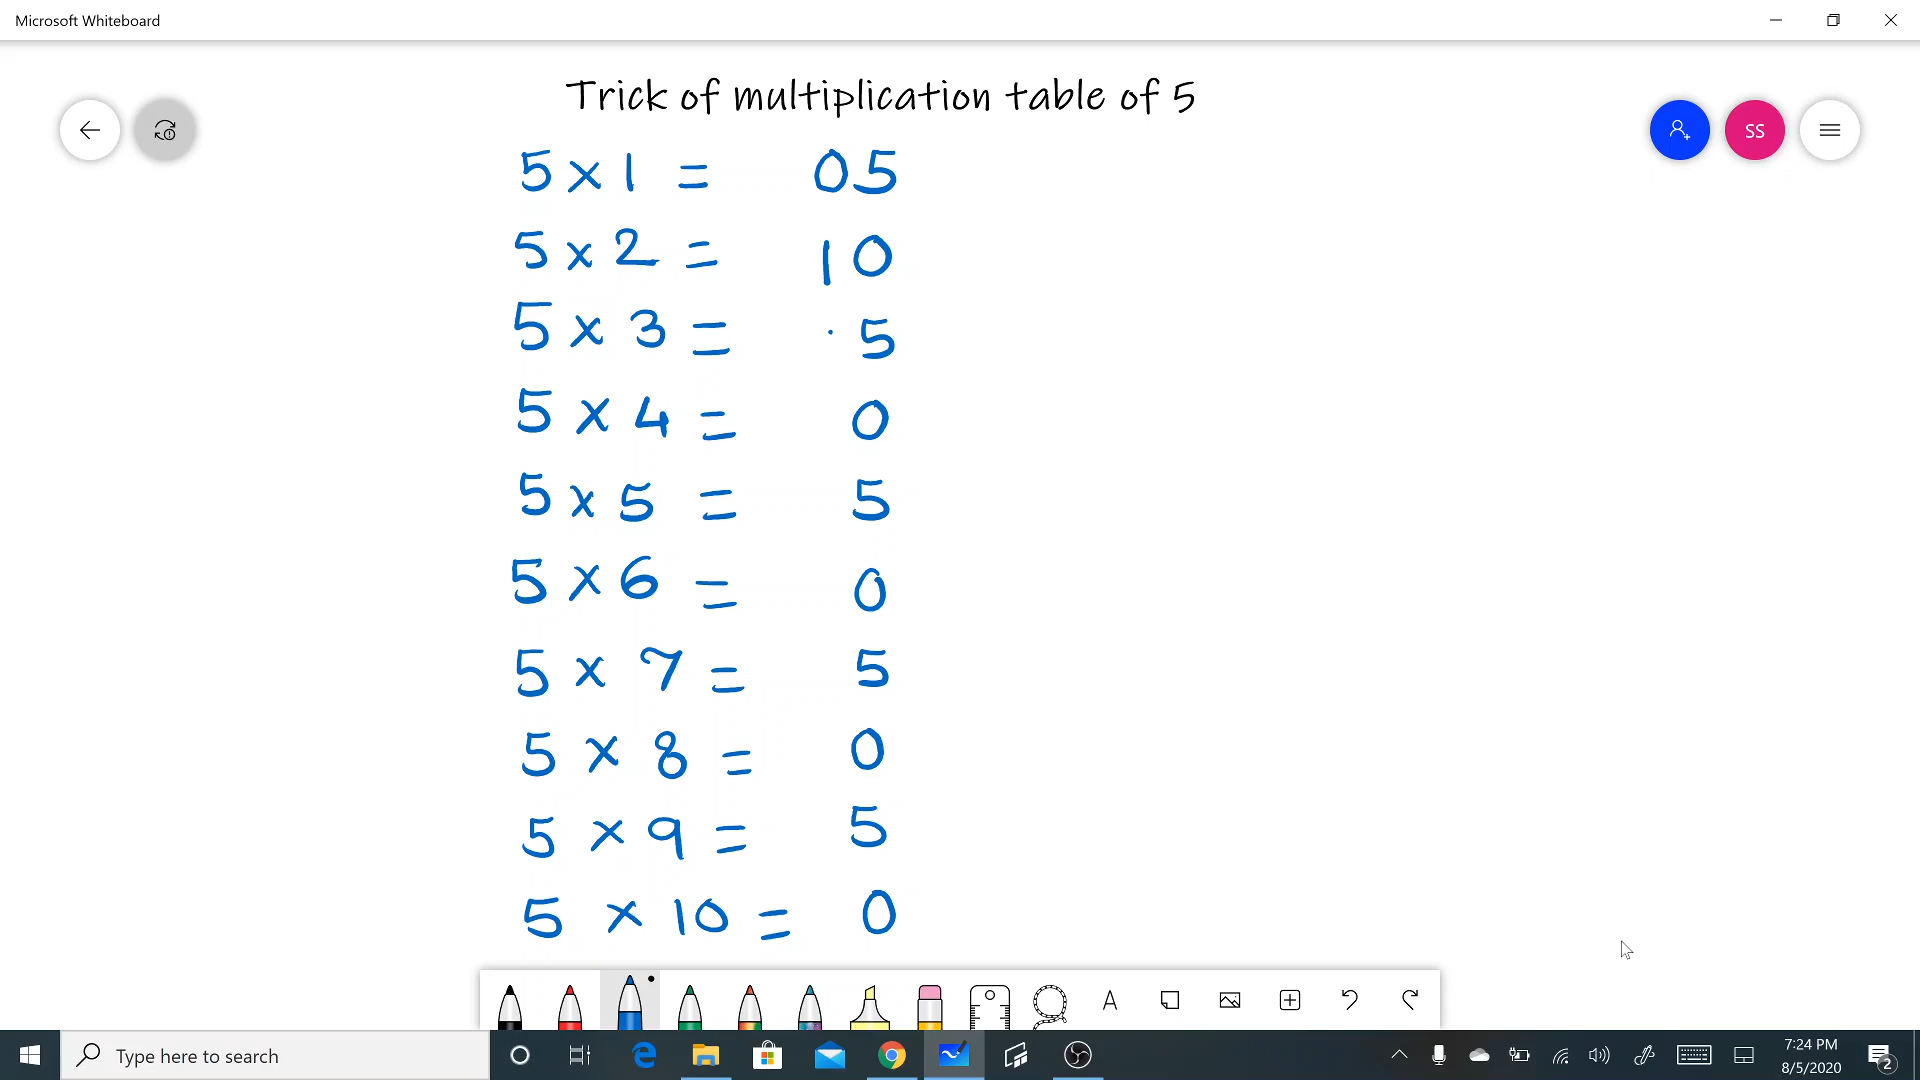 Microsoft Whiteboard
Trick of multiplication table of 5
SS
5 × 1 = 05
5 × 2 = 10
5 × 3 = 5
5 × 4 = 0
5 × 5 = 5
5 × 6 = 0
5 × 7 = 5
5 × 8 = 0
5 × 9 = 5
5 × 10 = 0
A
Type here to search
7:24 PM
8/5/2020
2